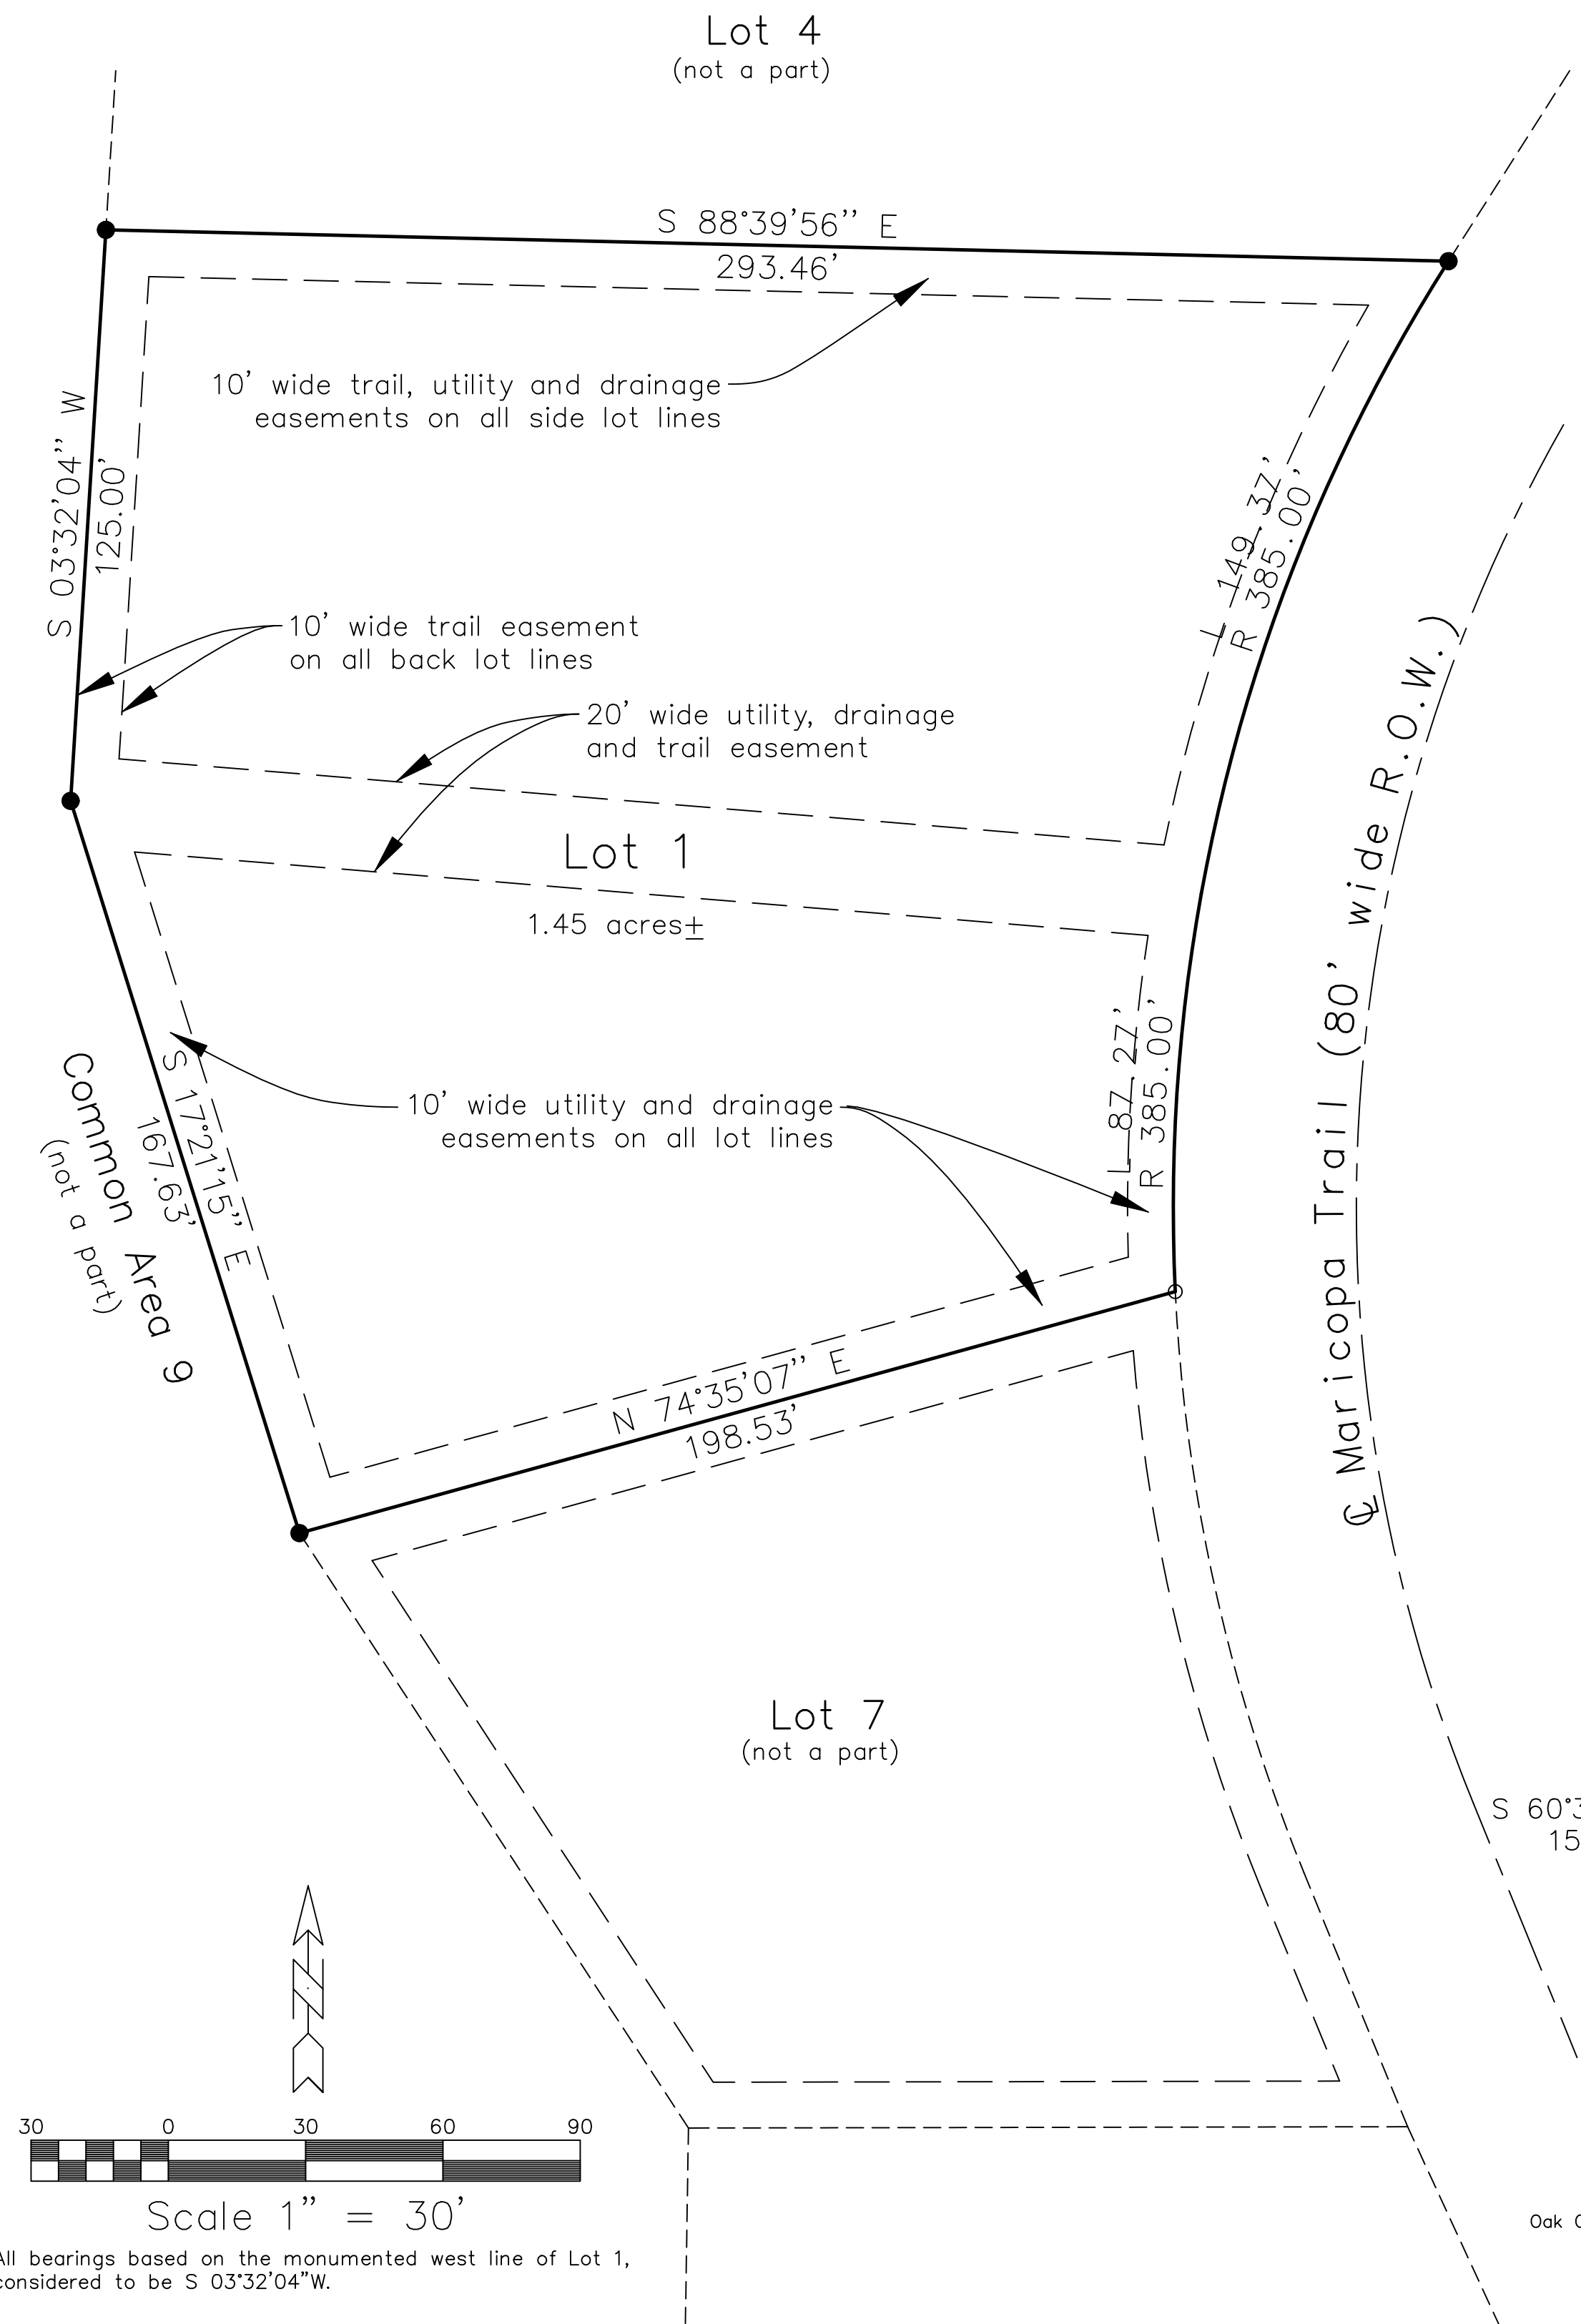 Lot 4
(not a part)
S 88°39'56" E
293.46'
10' wide trail, utility and drainage
easements on all side lot lines
S 03°32'04" W
125.00'
L 149.37'
R 385.00'
10' wide trail easement
on all back lot lines
20' wide utility, drainage
and trail easement
Lot 1
1.45 acres±
℄ Maricopa Trail (80' wide R.O.W.)
L 87.27'
R 385.00'
S 17°21'15" E
167.63'
Common Area 9
(not a part)
10' wide utility and drainage
easements on all lot lines
N 74°35'07" E
198.53'
Lot 7
(not a part)
S 60°3
15
N
30 0 30 60 90
Scale 1" = 30'
All bearings based on the monumented west line of Lot 1,
considered to be S 03°32'04"W.
Oak